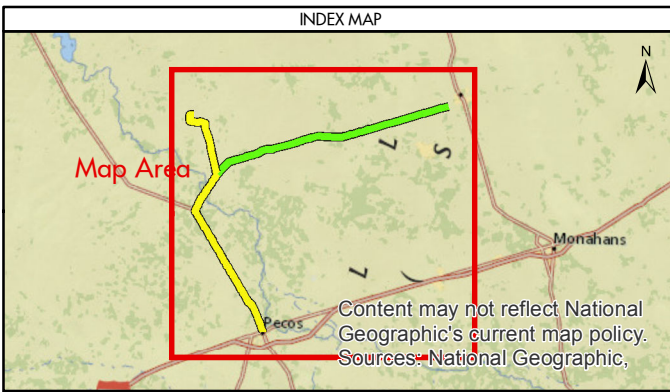 INDEX MAP
N
Map Area
L
S
Monahans
L
Pecos
Content may not reflect National
Geographic's current map policy.
Sources: National Geographic,